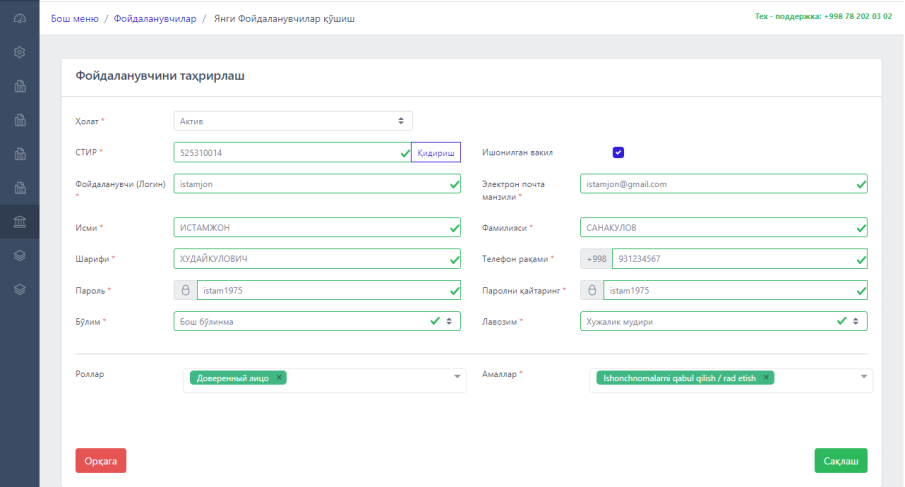 Бош меню / Фойдаланувчилар / Янги Фойдаланувчилар қўшиш
Тех - поддержка: +998 78 202 03 02
Фойдаланувчини таҳрирлаш
Ҳолат *
Актив
СТИР *
525310014
Қидириш
Ишонилган вакил
Фойдаланувчи (Логин)
*
istamjon
Электрон почта
манзили *
istamjon@gmail.com
Исми *
ИСТАМЖОН
Фамилияси *
САНАКУЛОВ
Шарифи *
ХУДАЙКУЛОВИЧ
Телефон рақами *
+998
931234567
Пароль *
istam1975
Паролни қайтаринг *
istam1975
Бўлим *
Бош бўлинма
Лавозим *
Хужалик мудири
Роллар
Доверенный лицо ×
Амаллар *
Ishonchnomalarni qabul qilish / rad etish ×
Орқага
Сақлаш